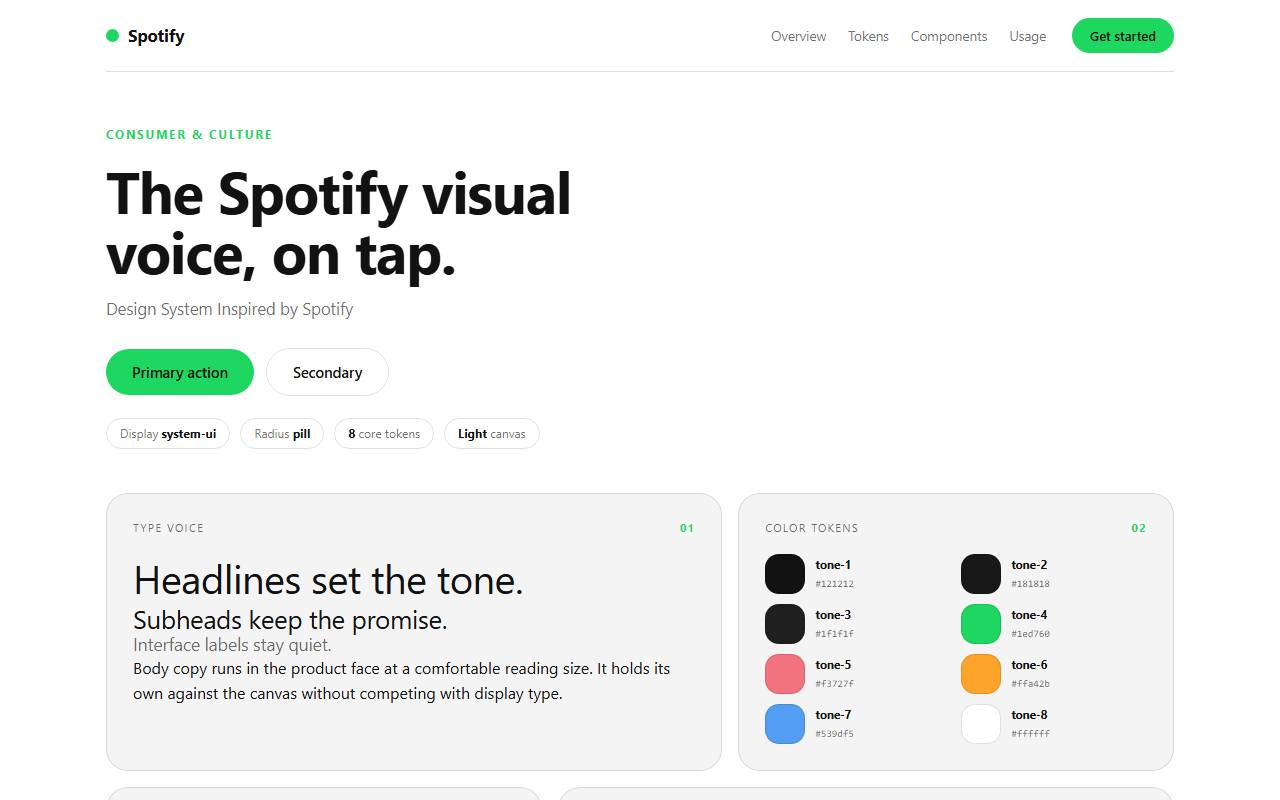 Spotify
Overview Tokens Components Usage Get started
CONSUMER & CULTURE
The Spotify visual
voice, on tap.
Design System Inspired by Spotify
Primary action Secondary
Display system-ui Radius pill 8 core tokens Light canvas
TYPE VOICE 01
Headlines set the tone.
Subheads keep the promise.
Interface labels stay quiet.
Body copy runs in the product face at a comfortable reading size. It holds its
own against the canvas without competing with display type.
COLOR TOKENS 02
tone-1 tone-2
#121212 #181818
tone-3 tone-4
#1f1f1f #1ed760
tone-5 tone-6
#f3727f #ffa42b
tone-7 tone-8
#539df5 #ffffff